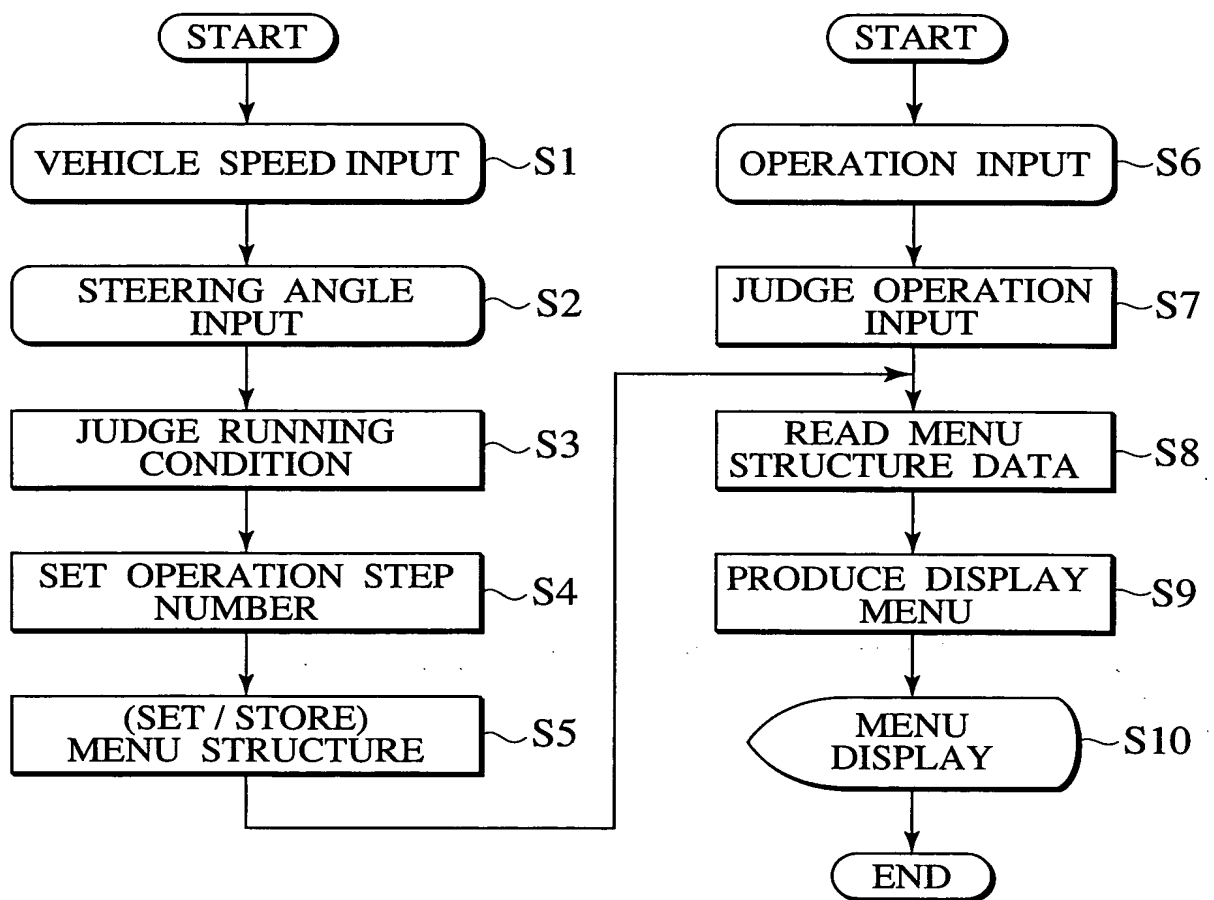 START
VEHICLE SPEED INPUT
S1
STEERING ANGLE
INPUT
S2
JUDGE RUNNING
CONDITION
S3
SET OPERATION STEP
NUMBER
S4
(SET / STORE)
MENU STRUCTURE
S5
START
OPERATION INPUT
S6
JUDGE OPERATION
INPUT
S7
READ MENU
STRUCTURE DATA
S8
PRODUCE DISPLAY
MENU
S9
MENU
DISPLAY
S10
END